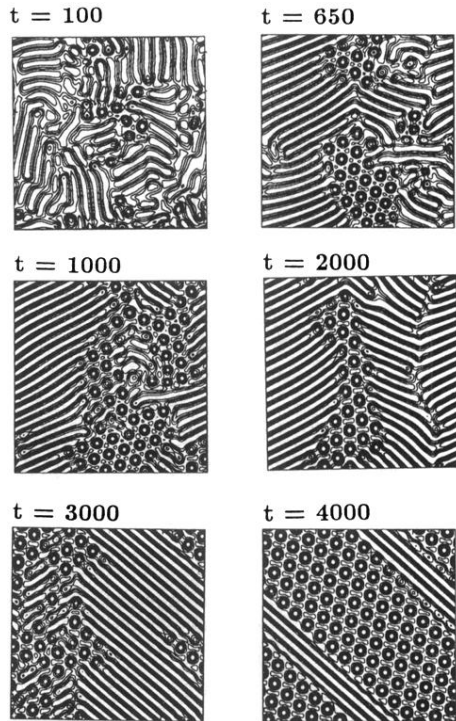 t = 100
t = 650
t = 1000
t = 2000
t = 3000
t = 4000